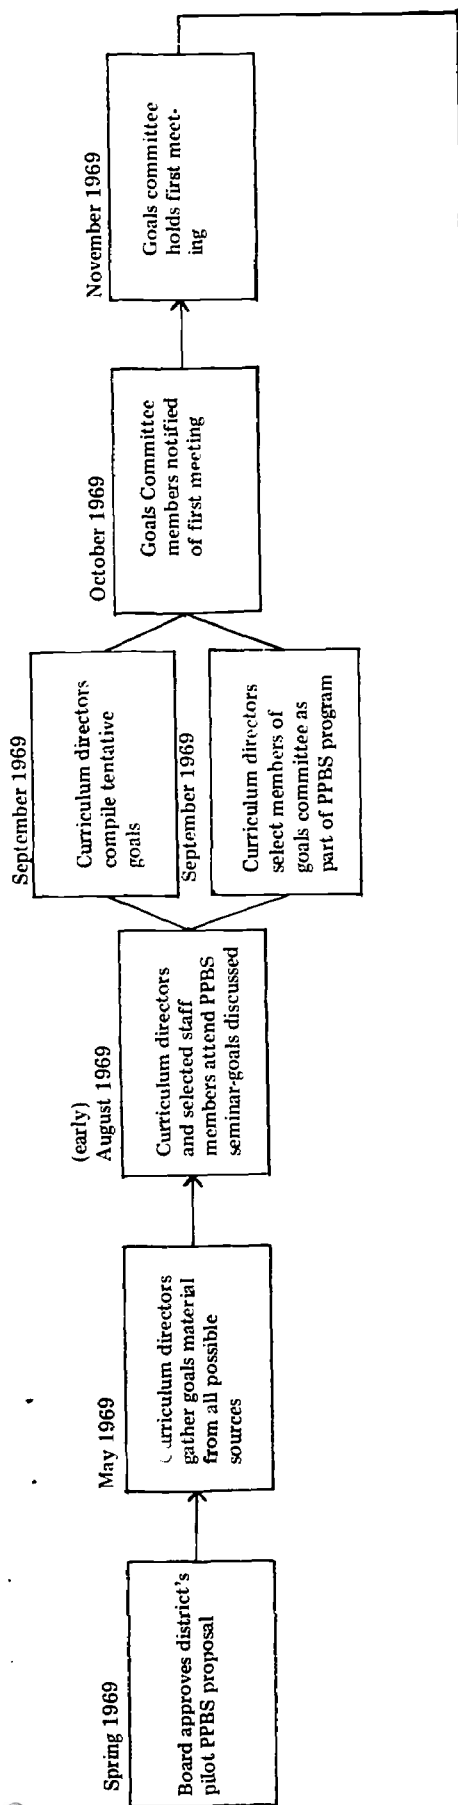 Spring 1969
Board approves district's
pilot PPBS proposal
May 1969
Curriculum directors
gather goals material
from all possible
sources
(early)
August 1969
Curriculum directors
and selected staff
members attend PPBS
seminar-goals discussed
September 1969
Curriculum directors
compile tentative
goals
September 1969
Curriculum directors
select members of
goals committee as
part of PPBS program
October 1969
Goals Committee
members notified
of first meeting
November 1969
Goals committee
holds first meet-
ing